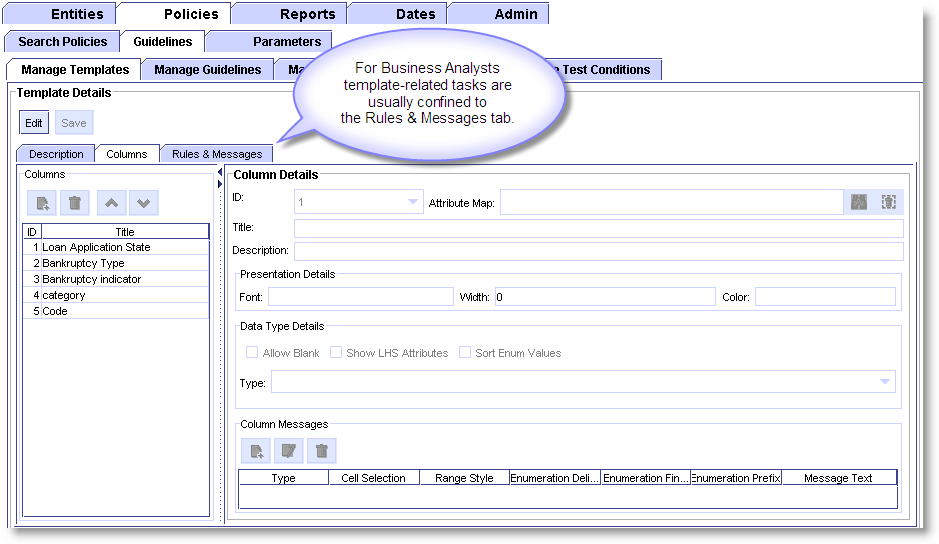 Entities Policies Reports Dates Admin
Search Policies Guidelines Parameters
Manage Templates Manage Guidelines Test Conditions
For Business Analysts
template-related tasks are
usually confined to
the Rules & Messages tab.
Template Details
Edit Save
Description Columns Rules & Messages
Columns
ID Title
1 Loan Application State
2 Bankruptcy Type
3 Bankruptcy indicator
4 category
5 Code
Column Details
ID: 1 Attribute Map:
Title:
Description:
Presentation Details
Font: Width: 0 Color:
Data Type Details
Allow Blank Show LHS Attributes Sort Enum Values
Type:
Column Messages
Type Cell Selection Range Style Enumeration Deli... Enumeration Fin... Enumeration Prefix Message Text